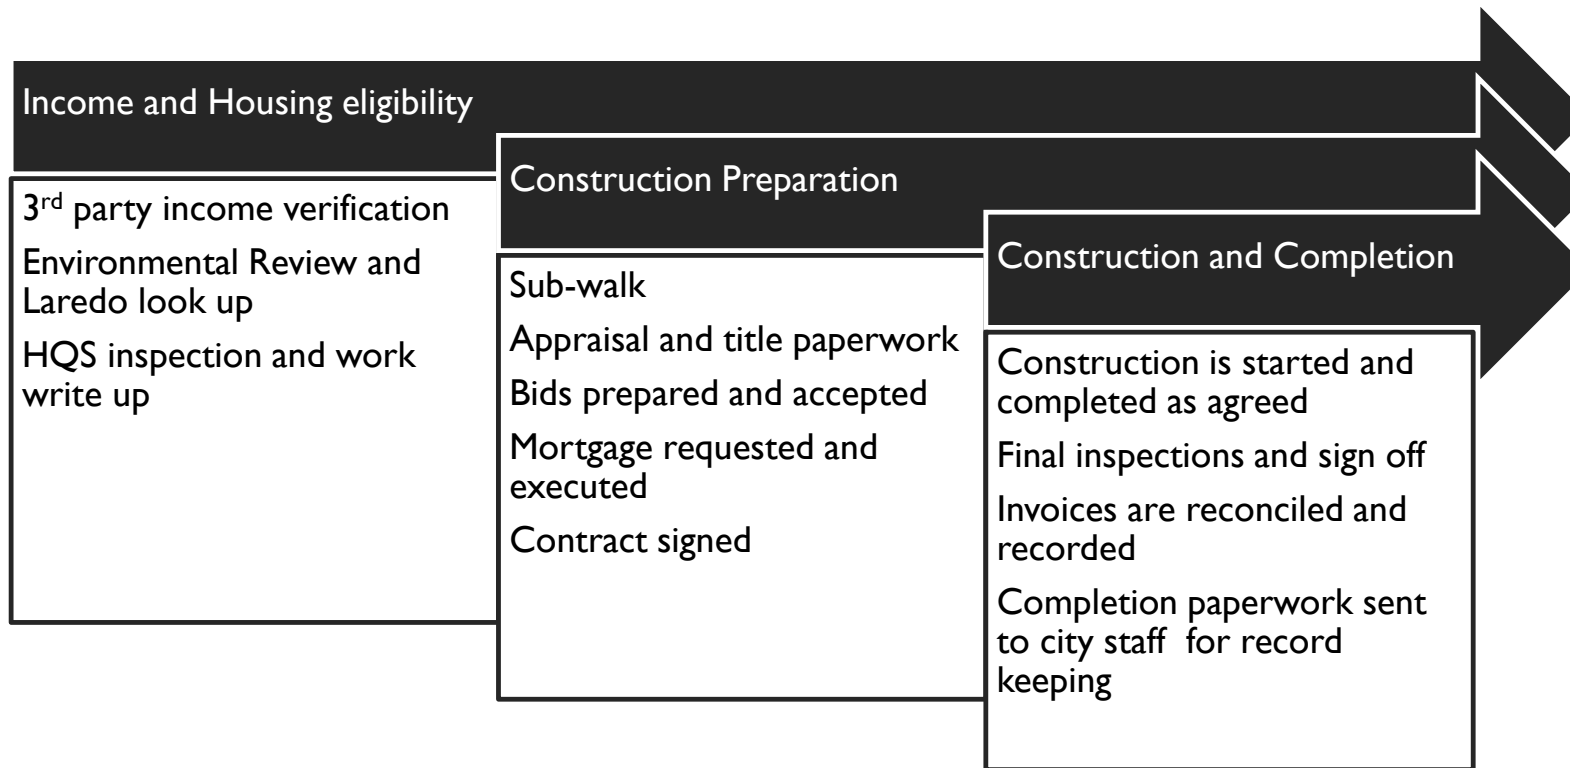 Income and Housing eligibility
3rd party income verification
Environmental Review and
Laredo look up
HQS inspection and work
write up
Construction Preparation
Sub-walk
Appraisal and title paperwork
Bids prepared and accepted
Mortgage requested and
executed
Contract signed
Construction and Completion
Construction is started and
completed as agreed
Final inspections and sign off
Invoices are reconciled and
recorded
Completion paperwork sent
to city staff  for record
keeping